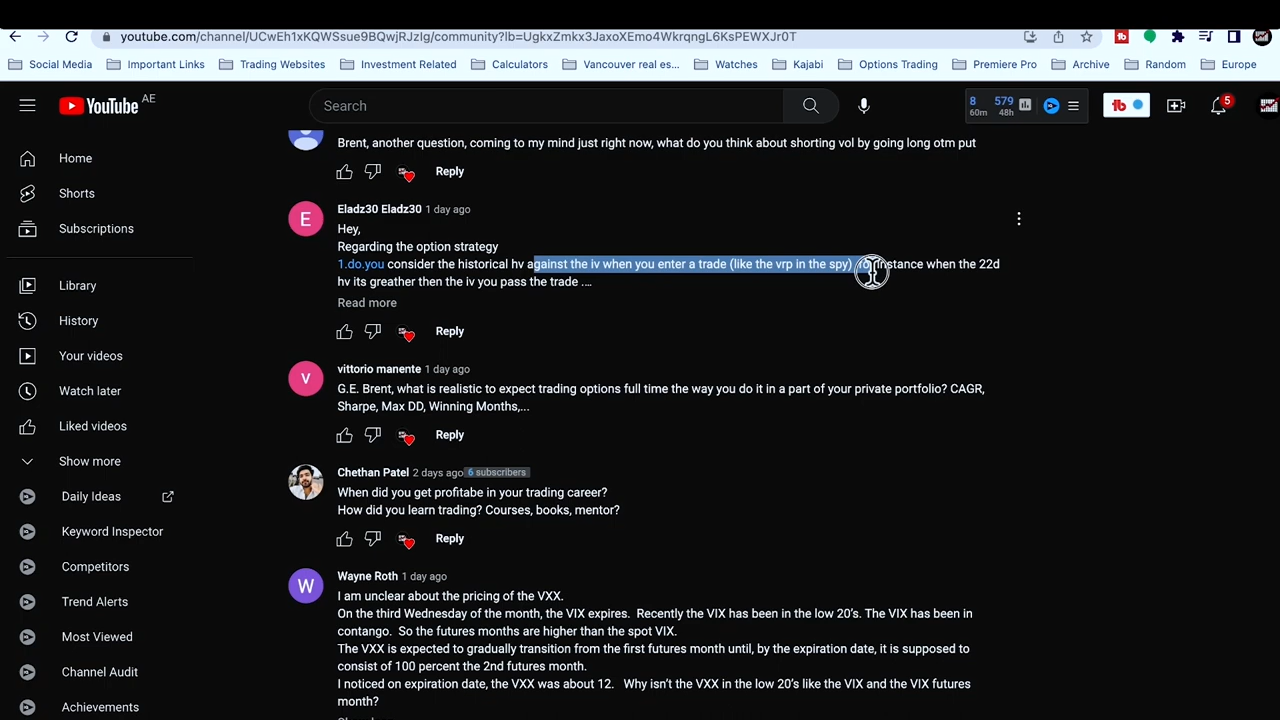 youtube.com/channel/UCwEh1xKQWSsue9BQwjRJzIg/community?lb=UgkxZmkx3JaxoXEmo4WkrqngL6KsPEWXJr0T
Social Media
Important Links
Trading Websites
Investment Related
Calculators
Vancouver real es...
Watches
Kajabi
Options Trading
Premiere Pro
Archive
Random
Europe
YouTube AE
Search
8 60m
579 48h
5
Home
Shorts
Subscriptions
Library
History
Your videos
Watch later
Liked videos
Show more
Daily Ideas
Keyword Inspector
Competitors
Trend Alerts
Most Viewed
Channel Audit
Achievements
Brent, another question, coming to my mind just right now, what do you think about shorting vol by going long otm put
Reply
E
Eladz30 Eladz30 1 day ago
Hey,
Regarding the option strategy
1.do.you consider the historical hv against the iv when you enter a trade (like the vrp in the spy) for instance when the 22d
hv its greather then the iv you pass the trade ...
Read more
Reply
V
vittorio manente 1 day ago
G.E. Brent, what is realistic to expect trading options full time the way you do it in a part of your private portfolio? CAGR,
Sharpe, Max DD, Winning Months,...
Reply
Chethan Patel 2 days ago 6 subscribers
When did you get profitabe in your trading career?
How did you learn trading? Courses, books, mentor?
Reply
W
Wayne Roth 1 day ago
I am unclear about the pricing of the VXX.
On the third Wednesday of the month, the VIX expires. Recently the VIX has been in the low 20's. The VIX has been in
contango. So the futures months are higher than the spot VIX.
The VXX is expected to gradually transition from the first futures month until, by the expiration date, it is supposed to
consist of 100 percent the 2nd futures month.
I noticed on expiration date, the VXX was about 12. Why isn't the VXX in the low 20's like the VIX and the VIX futures
month?